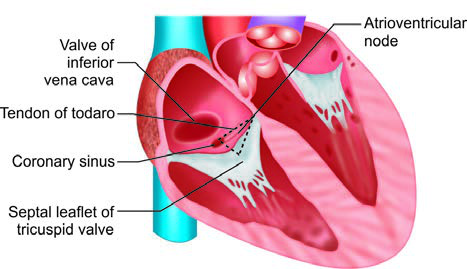 Valve of
inferior
vena cava
Tendon of todaro
Coronary sinus
Septal leaflet of
tricuspid valve
Atrioventricular
node